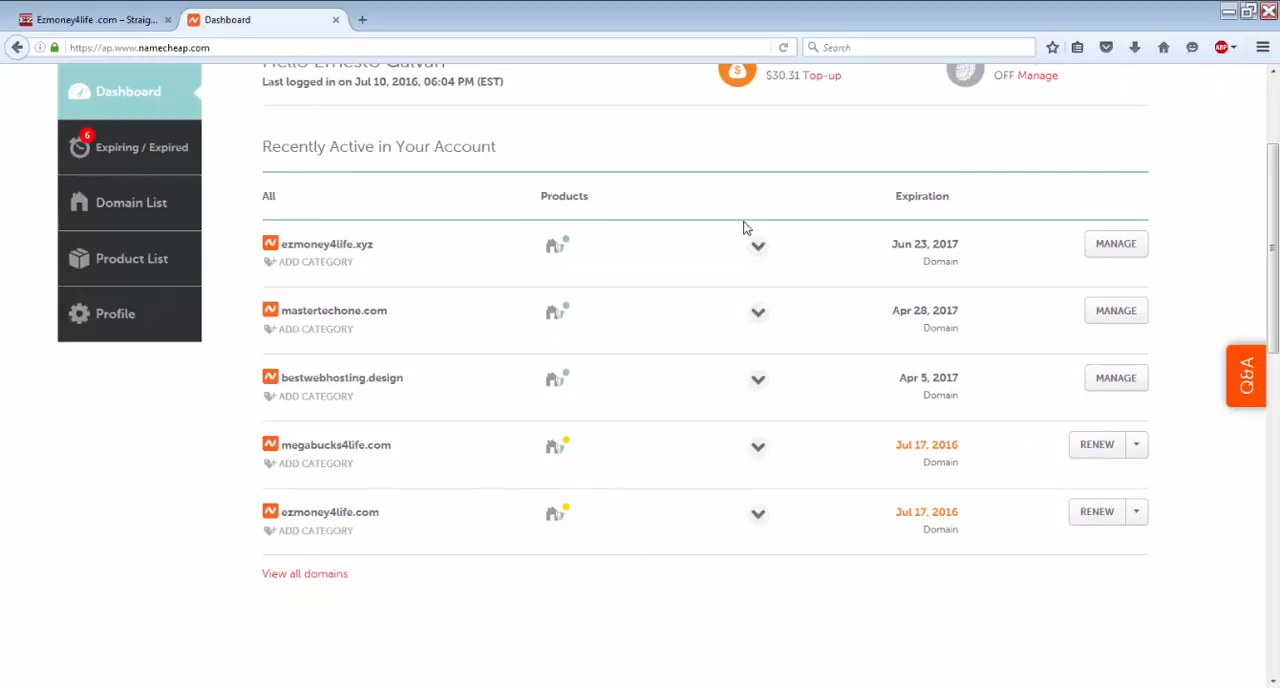 Ezmoney4life .com – Straig...
Dashboard
https://ap.www.namecheap.com
Search
ABP
Hello Ernesto Galvan
Last logged in on Jul 10, 2016, 06:04 PM (EST)
$
$30.31 Top-up
OFF Manage
Dashboard
6
Expiring / Expired
Domain List
Product List
Profile
Recently Active in Your Account
All Products Expiration
ezmoney4life.xyz Jun 23, 2017 MANAGE
ADD CATEGORY Domain
mastertechone.com Apr 28, 2017 MANAGE
ADD CATEGORY Domain
bestwebhosting.design Apr 5, 2017 MANAGE
ADD CATEGORY Domain
megabucks4life.com Jul 17, 2016 RENEW
ADD CATEGORY Domain
ezmoney4life.com Jul 17, 2016 RENEW
ADD CATEGORY Domain
View all domains
Q&A